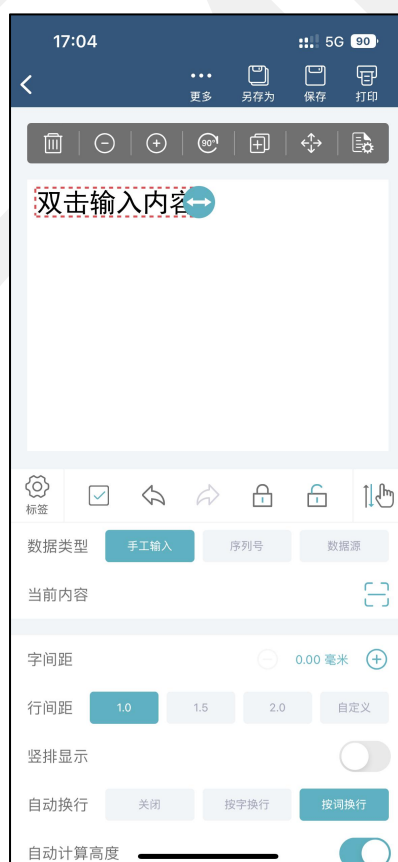 17:04 5G 90
更多 另存为 保存 打印
90°
双击输入内容
标签
数据类型 手工输入 序列号 数据源
当前内容
字间距 0.00 毫米
行间距 1.0 1.5 2.0 自定义
竖排显示
自动换行 关闭 按字换行 按词换行
自动计算高度